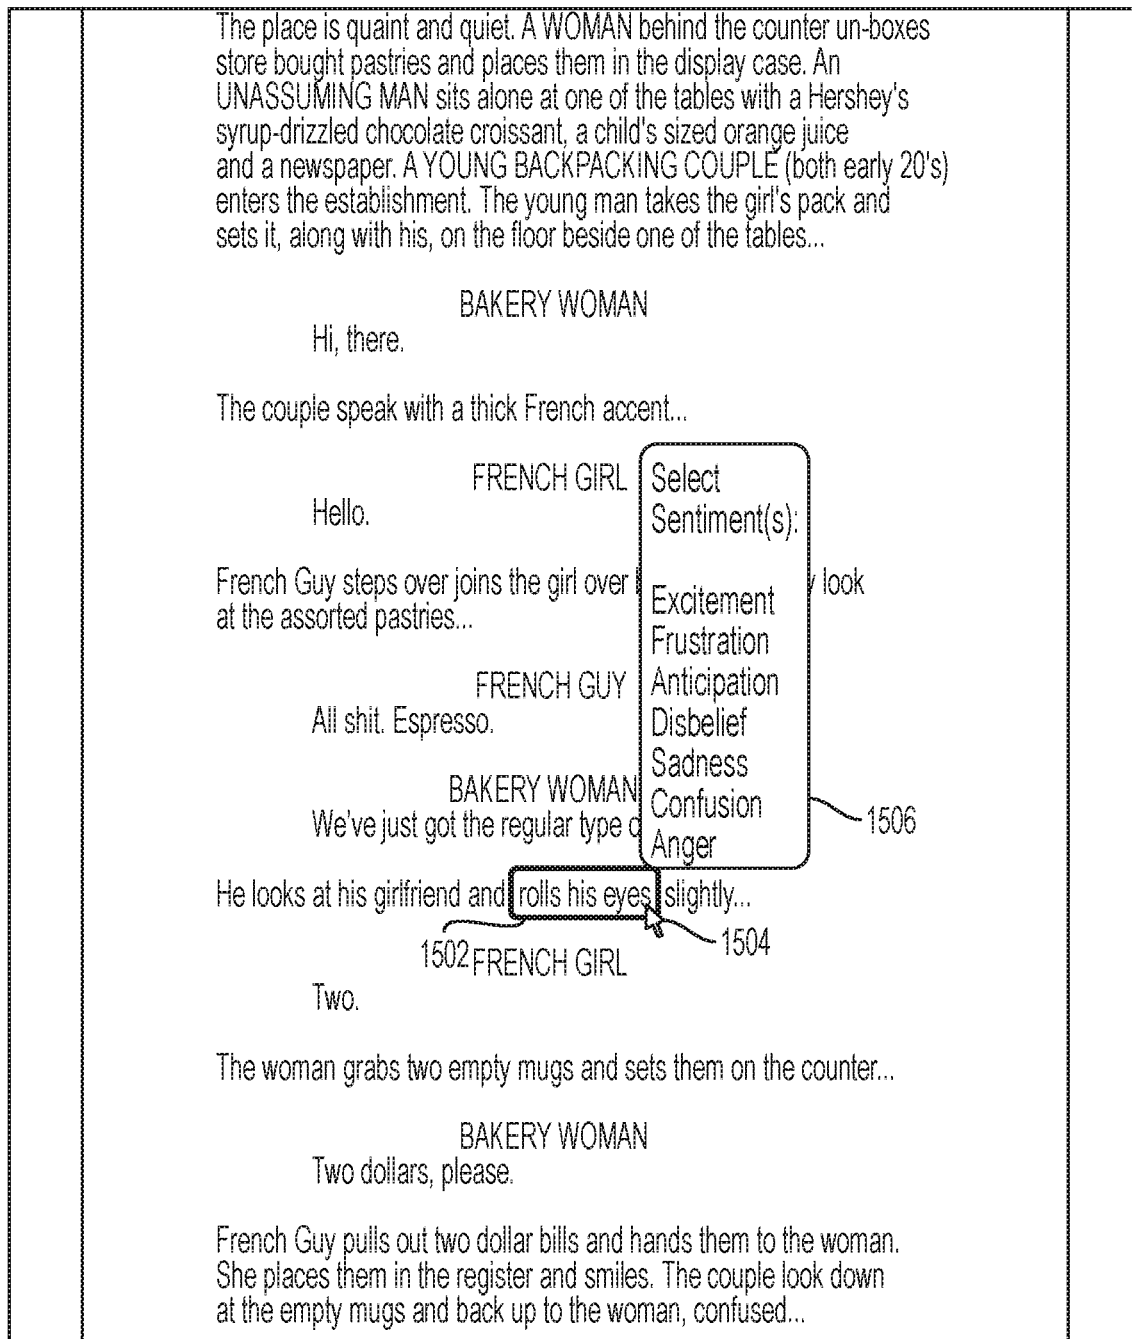 The place is quaint and quiet. A WOMAN behind the counter un-boxes
store bought pastries and places them in the display case. An
UNASSUMING MAN sits alone at one of the tables with a Hershey's
syrup-drizzled chocolate croissant, a child's sized orange juice
and a newspaper. A YOUNG BACKPACKING COUPLE (both early 20's)
enters the establishment. The young man takes the girl's pack and
sets it, along with his, on the floor beside one of the tables...
BAKERY WOMAN
Hi, there.
The couple speak with a thick French accent...
FRENCH GIRL
Hello.
French Guy steps over joins the girl over look
at the assorted pastries...
FRENCH GUY
All shit. Espresso.
BAKERY WOMAN
We've just got the regular type
Select
Sentiment(s):
Excitement
Frustration
Anticipation
Disbelief
Sadness
Confusion
Anger
1506
He looks at his girlfriend and rolls his eyes slightly...
1502
1504
FRENCH GIRL
Two.
The woman grabs two empty mugs and sets them on the counter...
BAKERY WOMAN
Two dollars, please.
French Guy pulls out two dollar bills and hands them to the woman.
She places them in the register and smiles. The couple look down
at the empty mugs and back up to the woman, confused...